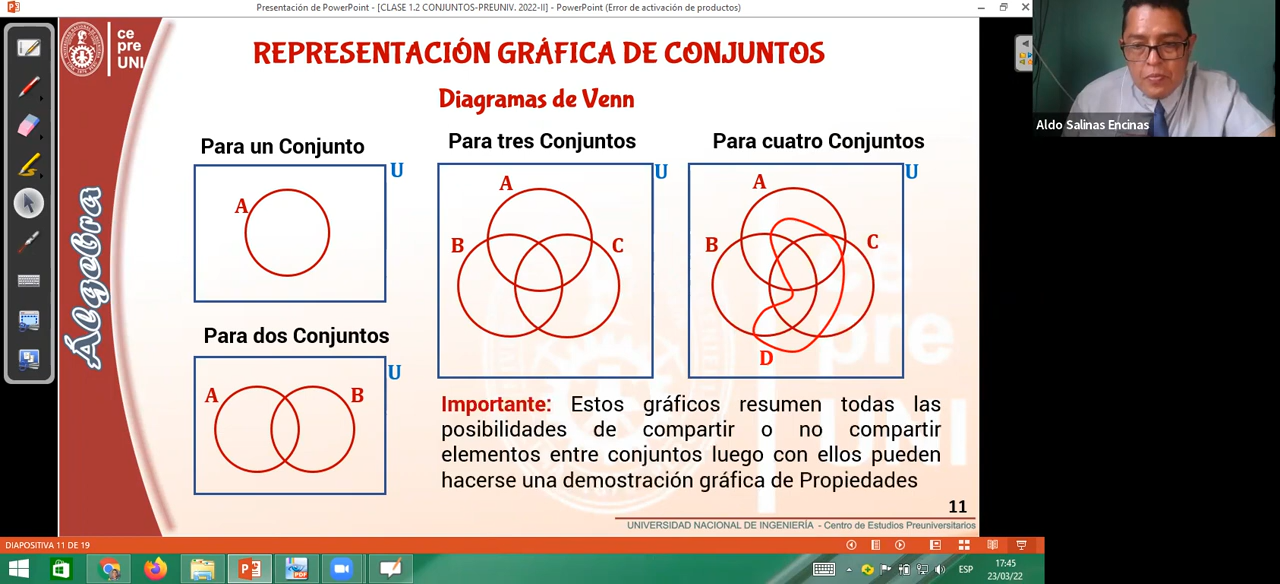 Presentación de PowerPoint - [CLASE 1.2 CONJUNTOS-PREUNIV. 2022-II] - PowerPoint (Error de activación de productos)
ce
pre
UNI
REPRESENTACIÓN GRÁFICA DE CONJUNTOS
Diagramas de Venn
Aldo Salinas Encinas
Álgebra
Para un Conjunto
U
A
Para dos Conjuntos
U
A
B
Para tres Conjuntos
U
A
B
C
Para cuatro Conjuntos
U
A
B
C
D
Importante: Estos gráficos resumen todas las
posibilidades de compartir o no compartir
elementos entre conjuntos luego con ellos pueden
hacerse una demostración gráfica de Propiedades
11
UNIVERSIDAD NACIONAL DE INGENIERÍA - Centro de Estudios Preuniversitarios
DIAPOSITIVA 11 DE 19
ESP
17:45
23/03/22